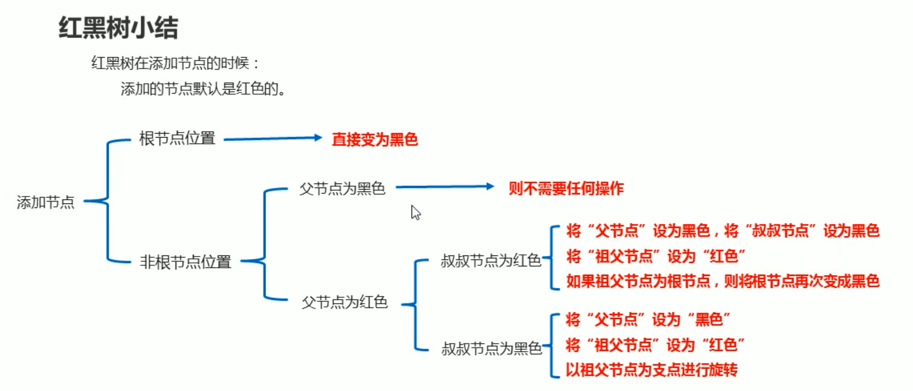 红黑树小结
红黑树在添加节点的时候：
添加的节点默认是红色的。
添加节点
根节点位置
直接变为黑色
非根节点位置
父节点为黑色
则不需要任何操作
父节点为红色
叔叔节点为红色
将“父节点”设为黑色，将“叔叔节点”设为黑色
将“祖父节点”设为“红色”
如果祖父节点为根节点，则将根节点再次变成黑色
叔叔节点为黑色
将“父节点”设为“黑色”
将“祖父节点”设为“红色”
以祖父节点为支点进行旋转